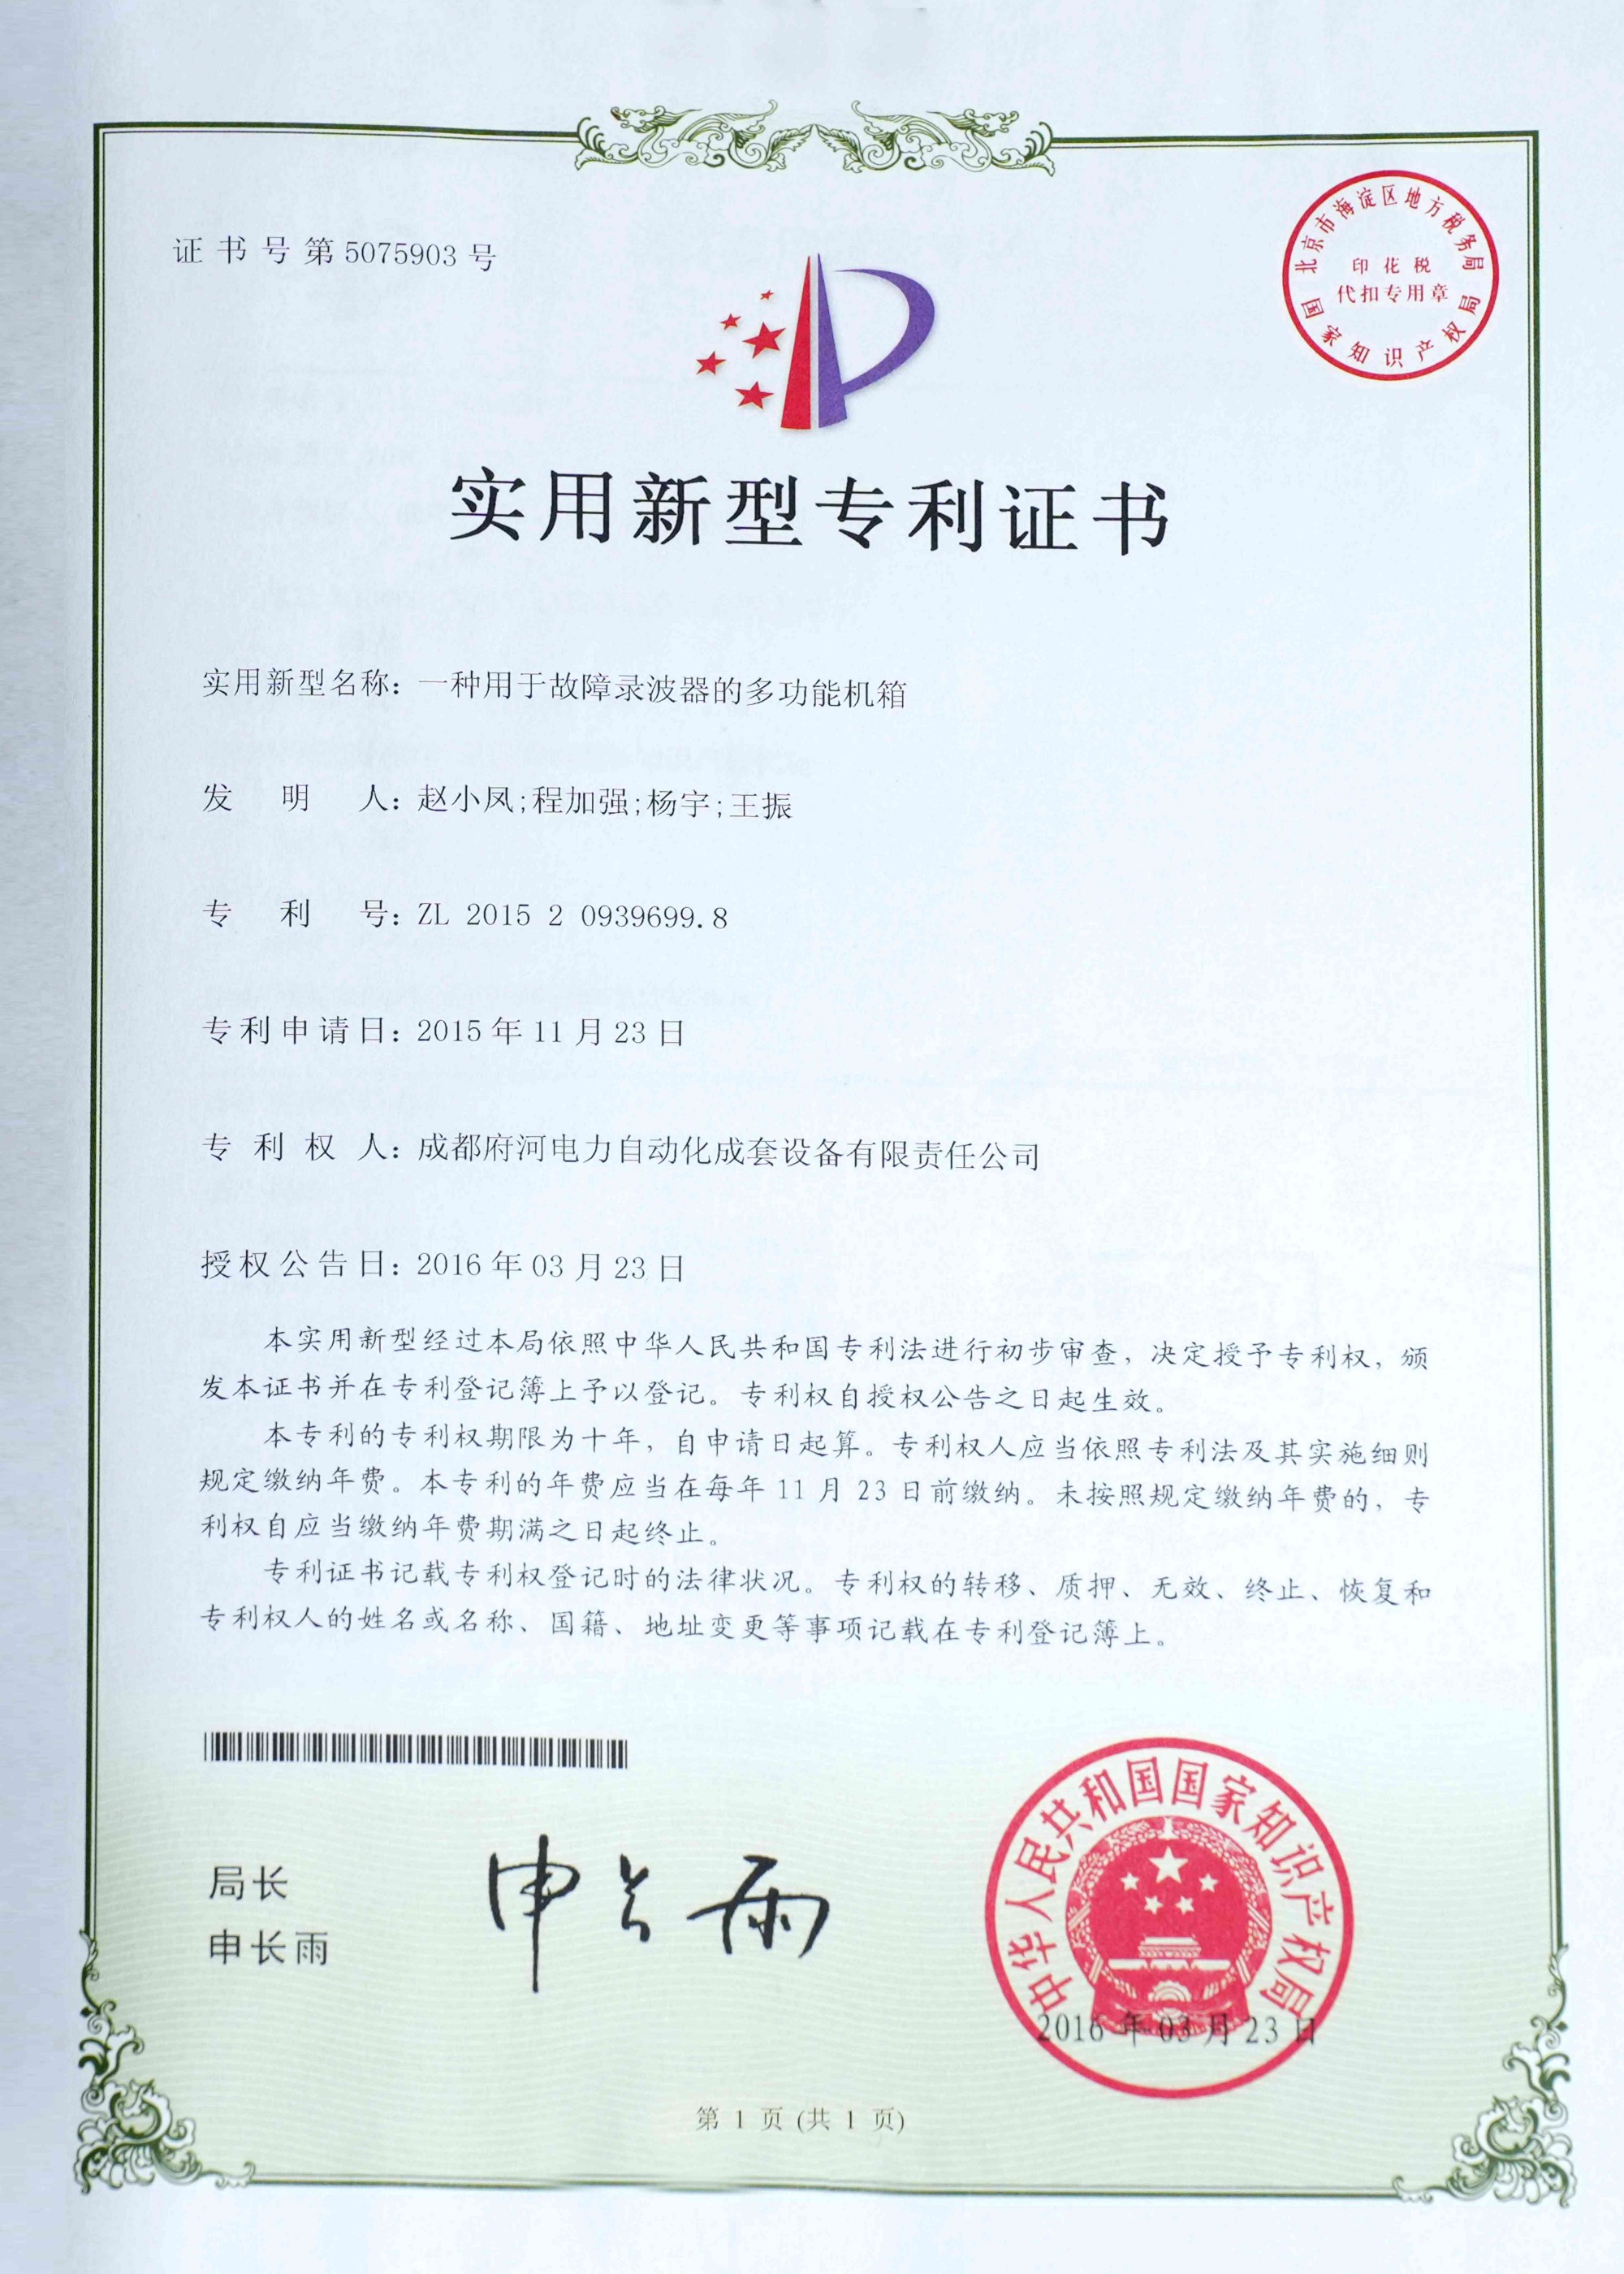 证书号第5075903号
北京市海淀区地方税务局
印花税
代扣专用章
国家知识产权局
实用新型专利证书
实用新型名称：一种用于故障录波器的多功能机箱
发明人：赵小凤;程加强;杨宇;王振
专利号：ZL 2015 2 0939699.8
专利申请日：2015年11月23日
专利权人：成都府河电力自动化成套设备有限责任公司
授权公告日：2016年03月23日
本实用新型经过本局依照中华人民共和国专利法进行初步审查，决定授予专利权，颁
发本证书并在专利登记簿上予以登记。专利权自授权公告之日起生效。
本专利的专利权期限为十年，自申请日起算。专利权人应当依照专利法及其实施细则
规定缴纳年费。本专利的年费应当在每年11月23日前缴纳。未按照规定缴纳年费的，专
利权自应当缴纳年费期满之日起终止。
专利证书记载专利权登记时的法律状况。专利权的转移、质押、无效、终止、恢复和
专利权人的姓名或名称、国籍、地址变更等事项记载在专利登记簿上。
局长
申长雨
申长雨
中华人民共和国国家知识产权局
2016年03月23日
第1页(共1页)